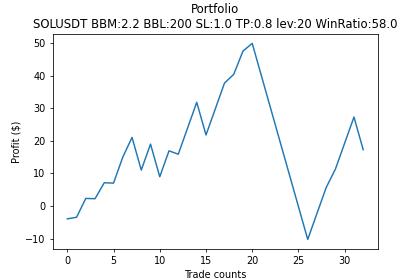 Portfolio
SOLUSDT BBM:2.2 BBL:200 SL:1.0 TP:0.8 lev:20 WinRatio:58.0
50
40
30
20
10
0
−10
Profit ($)
0 5 10 15 20 25 30
Trade counts